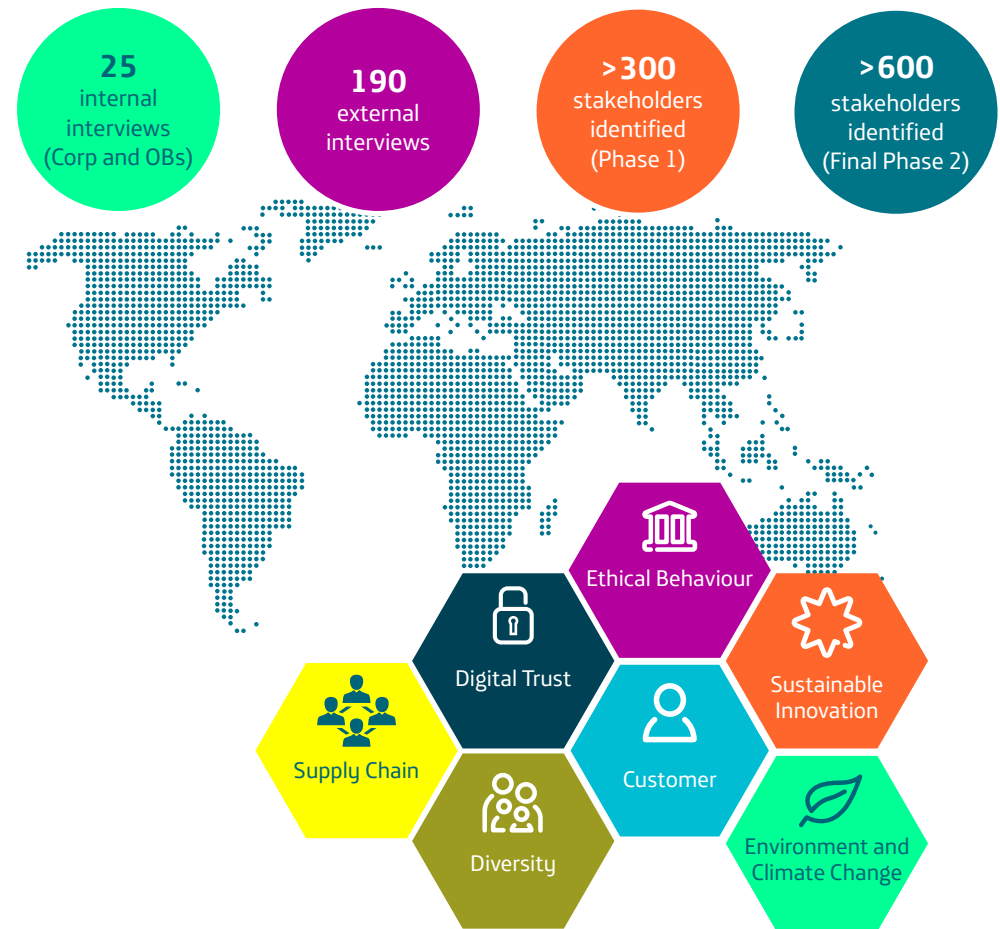 25
internal
interviews
(Corp and OBs)
190
external
interviews
>300
stakeholders
identified
(Phase 1)
>600
stakeholders
identified
(Final Phase 2)
Ethical Behaviour
Digital Trust
Sustainable
Innovation
Supply Chain
Customer
Diversity
Environment and
Climate Change